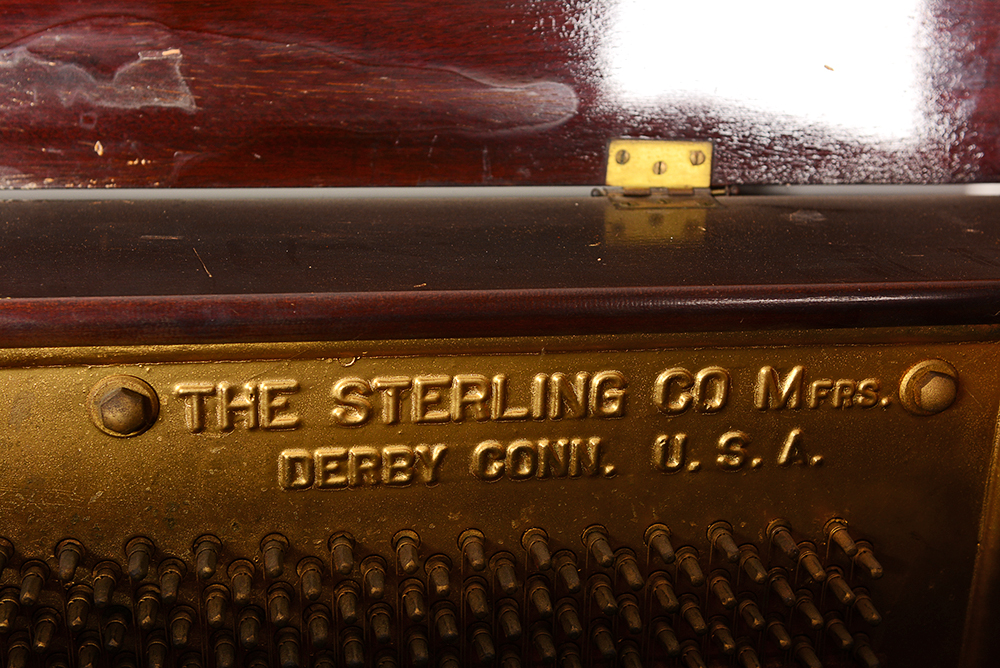 THE STERLING CO MFRS.
DERBY CONN. U.S.A.